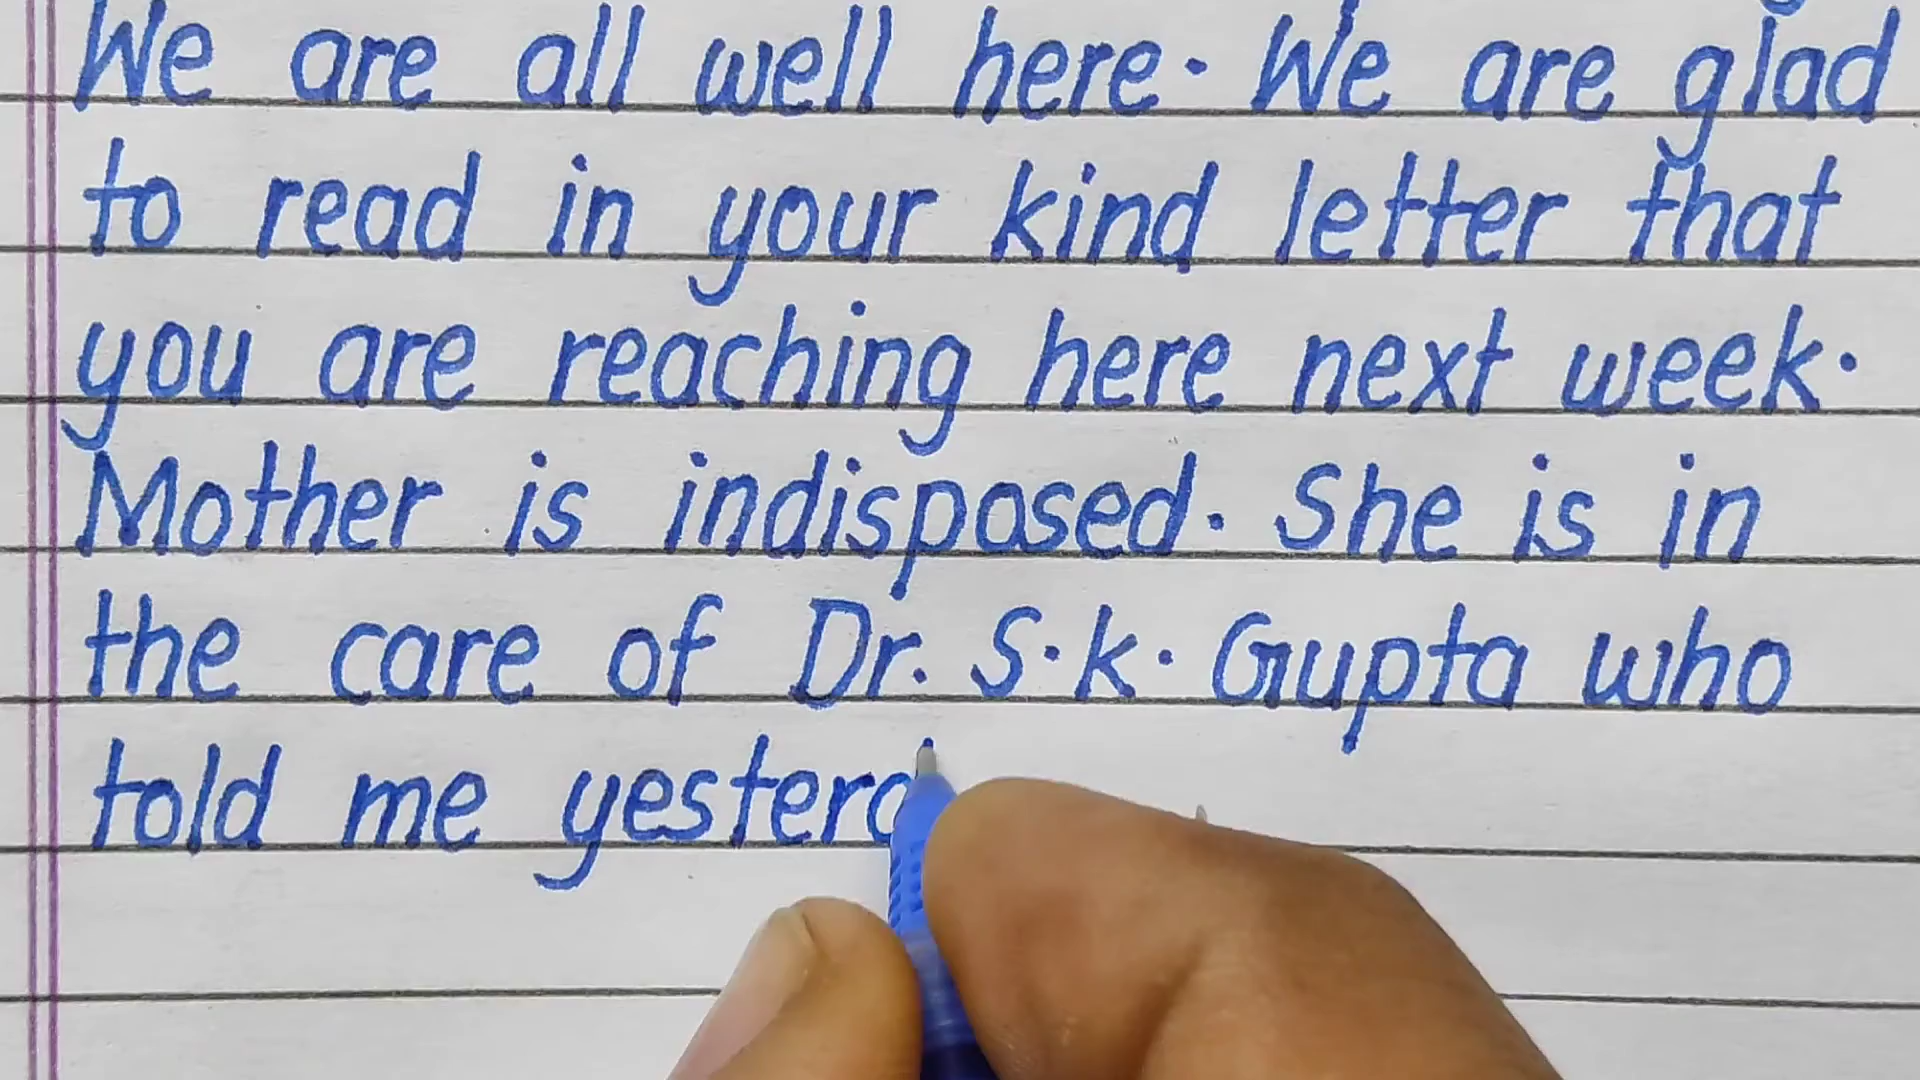 We are all well here. We are glad
to read in your kind letter that
you are reaching here next week.
Mother is indisposed. She is in
the care of Dr. S.K. Gupta who
told me